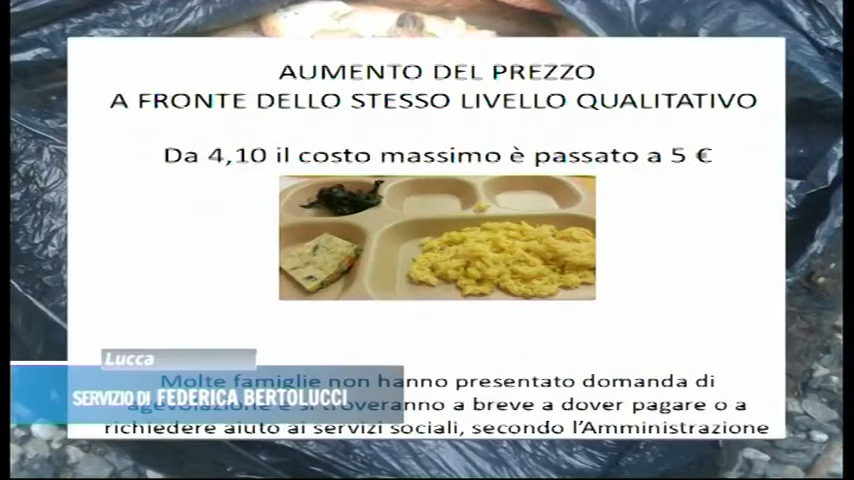 AUMENTO DEL PREZZO
A FRONTE DELLO STESSO LIVELLO QUALITATIVO
Da 4,10 il costo massimo è passato a 5 €
Lucca
SERVIZIO DI FEDERICA BERTOLUCCI
Molte famiglie non hanno presentato domanda di
agevolazione e si troveranno a breve a dover pagare o a
richiedere aiuto ai servizi sociali, secondo l'Amministrazione